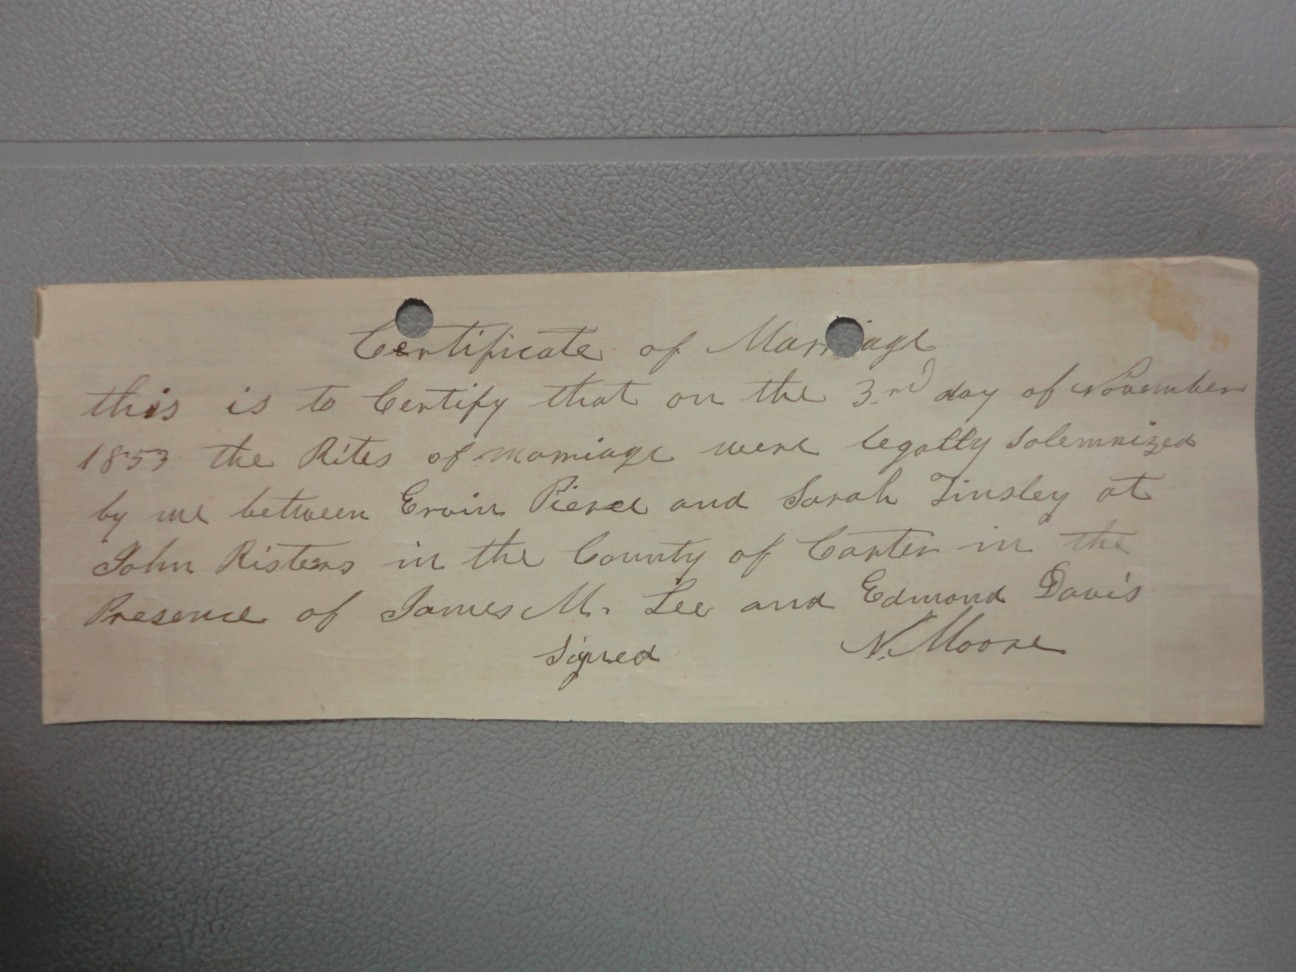 Certificate of Marriage
this is to Certify that on the 3rd day of November
1853 the Rites of marriage were legally Solemnized
by me between Ervin Pierce and Sarah Tinsley at
John Risters in the County of Carter in the
Presence of James M. Lee and Edmond Davis
Signed N. Moore